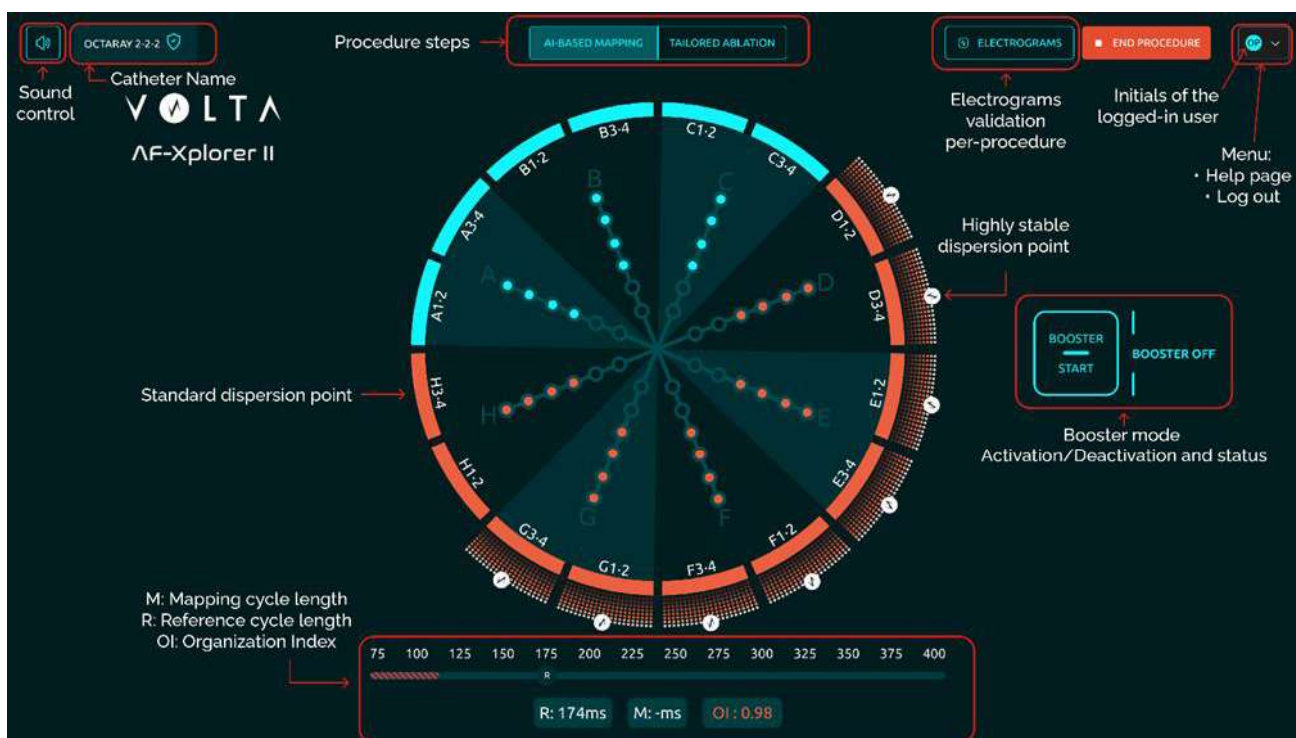 OCTARAY 2-2-2
Procedure steps
AI-BASED MAPPING
TAILORED ABLATION
ELECTROGRAMS
END PROCEDURE
OP
Sound
control
Catheter Name
VOLTA
AF-Xplorer II
Electrograms
validation
per-procedure
Initials of the
logged-in user
Menu:
• Help page
• Log out
B3·4
C1·2
B1·2
C3·4
A3·4
D1·2
A1·2
D3·4
H3·4
E1·2
H1·2
E3·4
G3·4
F1·2
G1·2
F3·4
A
B
C
D
E
F
G
H
Highly stable
dispersion point
BOOSTER
START
BOOSTER OFF
Standard dispersion point
Booster mode
Activation/Deactivation and status
M: Mapping cycle length
R: Reference cycle length
OI: Organization Index
75 100 125 150 175 200 225 250 275 300 325 350 375 400
R
R: 174ms
M: -ms
OI : 0.98